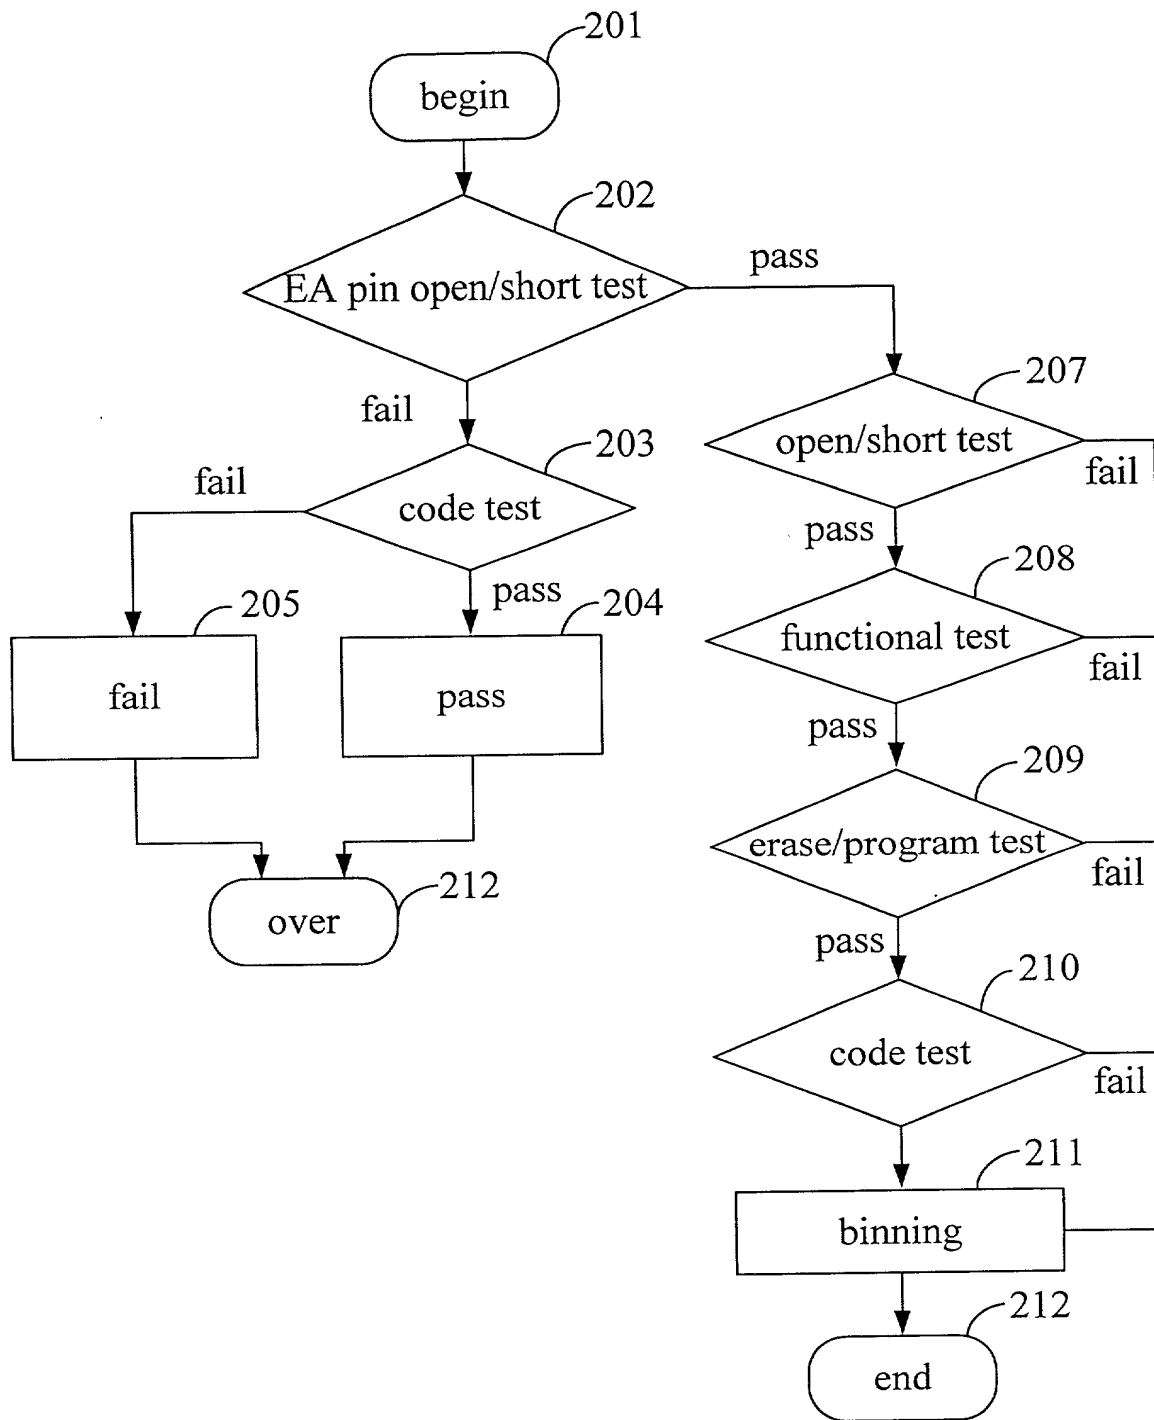 201
begin
202
EA pin open/short test
pass
fail
207
open/short test
fail
203
code test
fail
pass
pass
208
functional test
fail
205
fail
204
pass
pass
209
erase/program test
fail
212
over
pass
210
code test
fail
211
binning
212
end